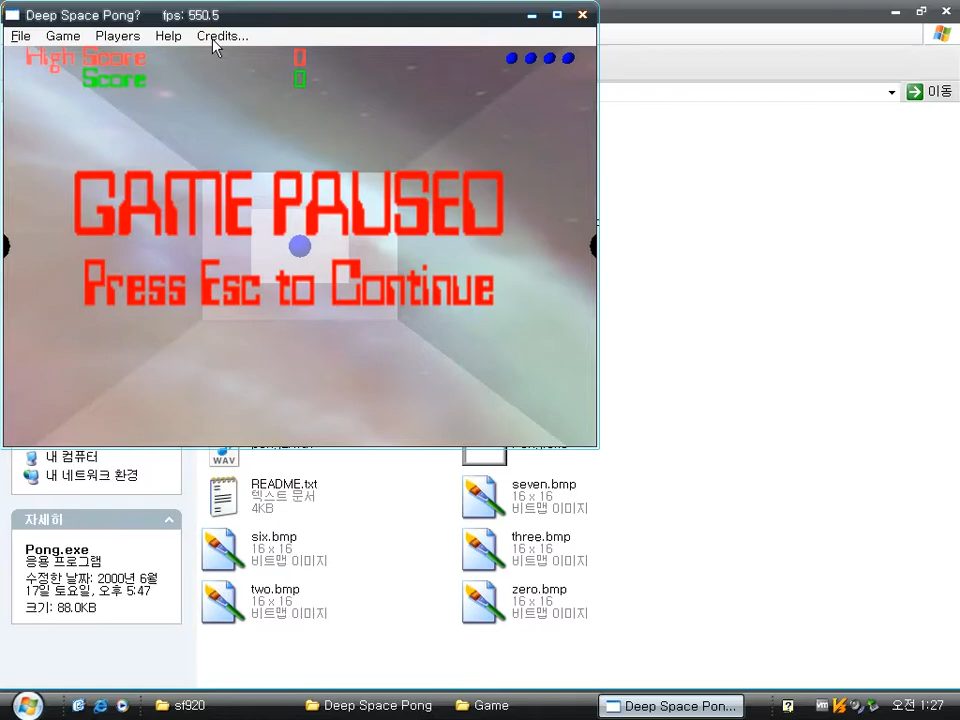 Deep Space Pong? fps: 550.5
File Game Players Help Credits...
High Score 0
Score 0
이동
GAME PAUSED
Press Esc to Continue
WAV
내 컴퓨터
내 네트워크 환경
자세히
Pong.exe
응용 프로그램
수정한 날짜: 2000년 6월
17일 토요일, 오후 5:47
크기: 88.0KB
README.txt
텍스트 문서
4KB
seven.bmp
16 x 16
비트맵 이미지
six.bmp
16 x 16
비트맵 이미지
three.bmp
16 x 16
비트맵 이미지
two.bmp
16 x 16
비트맵 이미지
zero.bmp
16 x 16
비트맵 이미지
sf920
Deep Space Pong
Game
Deep Space Pon...
오전 1:27